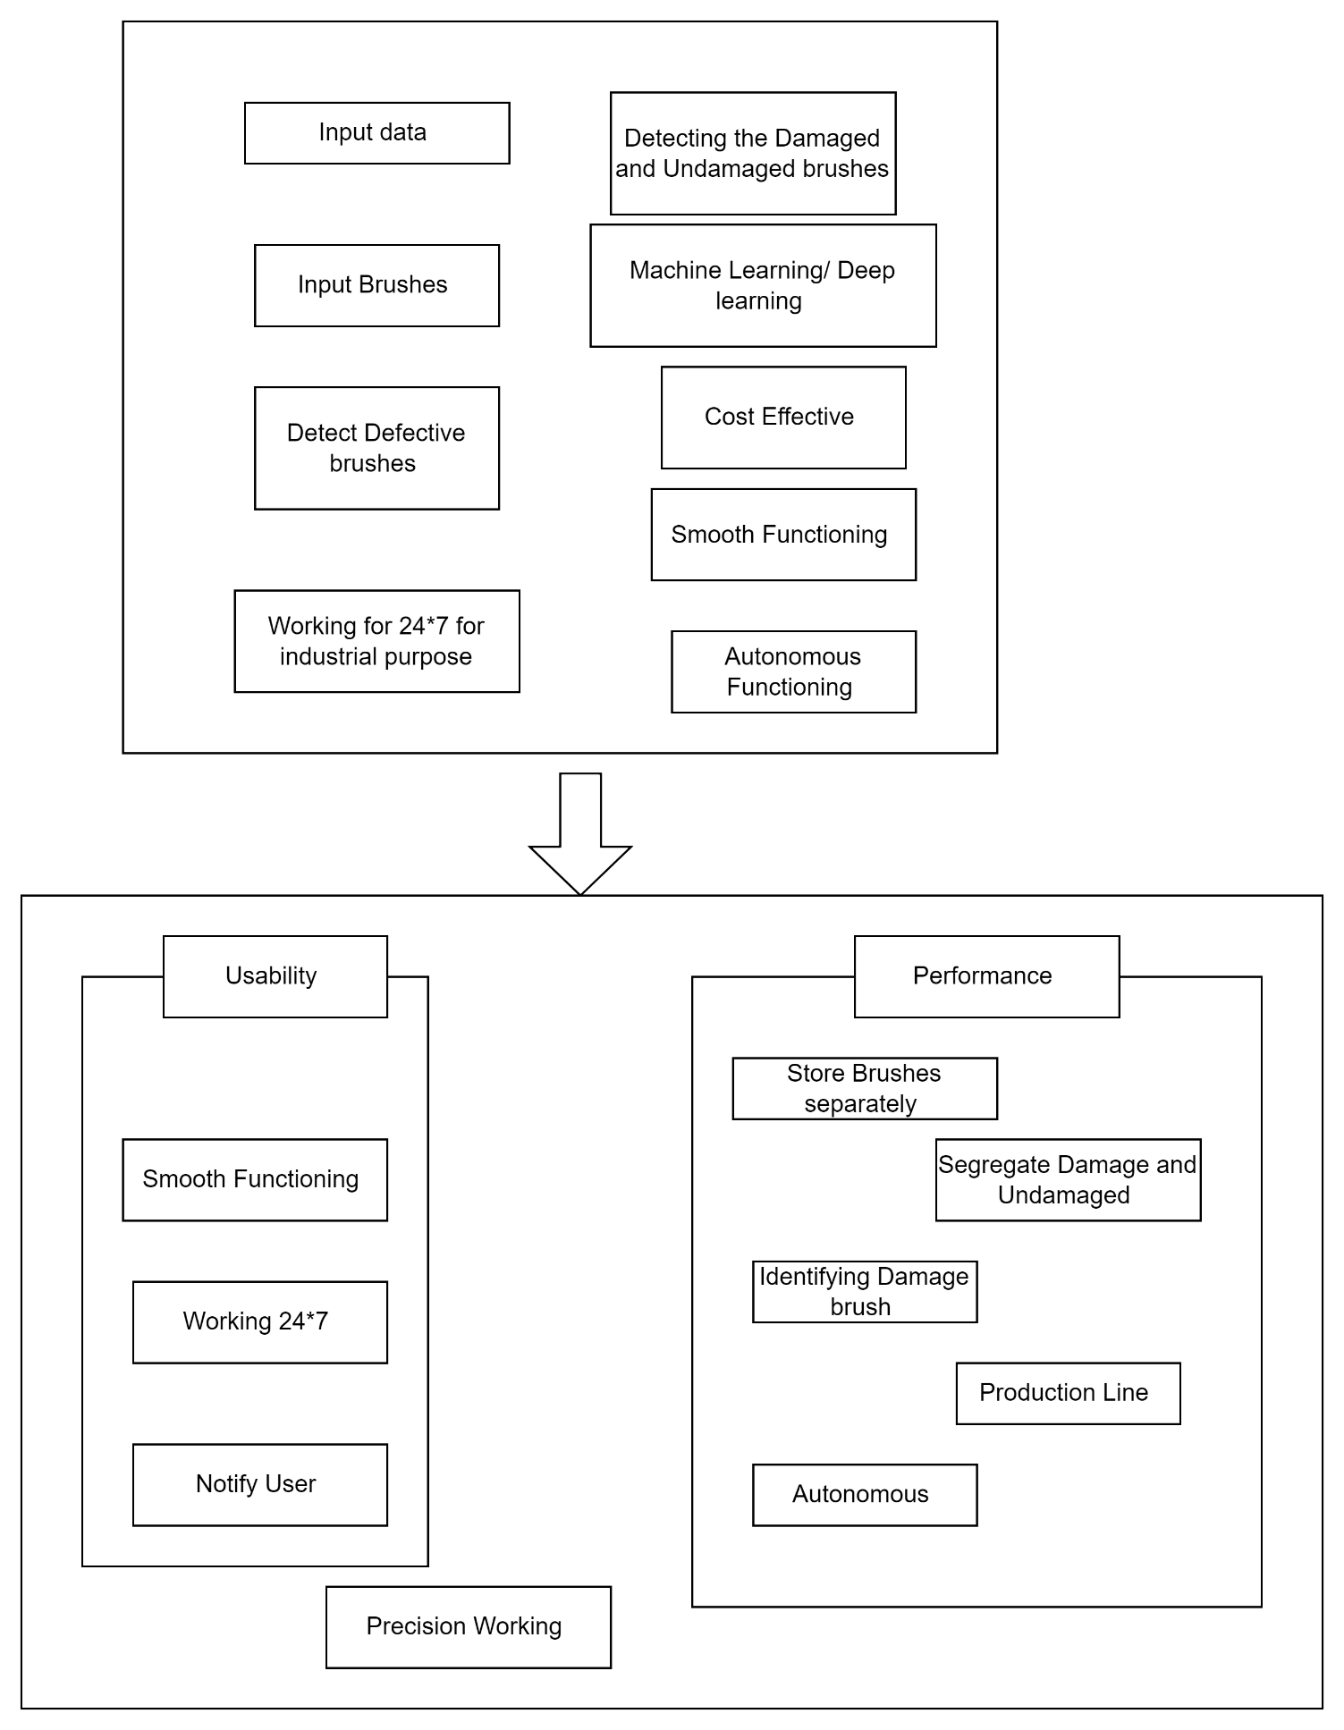 Input data
Input Brushes
Detect Defective
brushes
Working for 24*7 for
industrial purpose
Detecting the Damaged
and Undamaged brushes
Machine Learning/ Deep
learning
Cost Effective
Smooth Functioning
Autonomous
Functioning
Usability
Smooth Functioning
Working 24*7
Notify User
Precision Working
Performance
Store Brushes
separately
Segregate Damage and
Undamaged
Identifying Damage
brush
Production Line
Autonomous